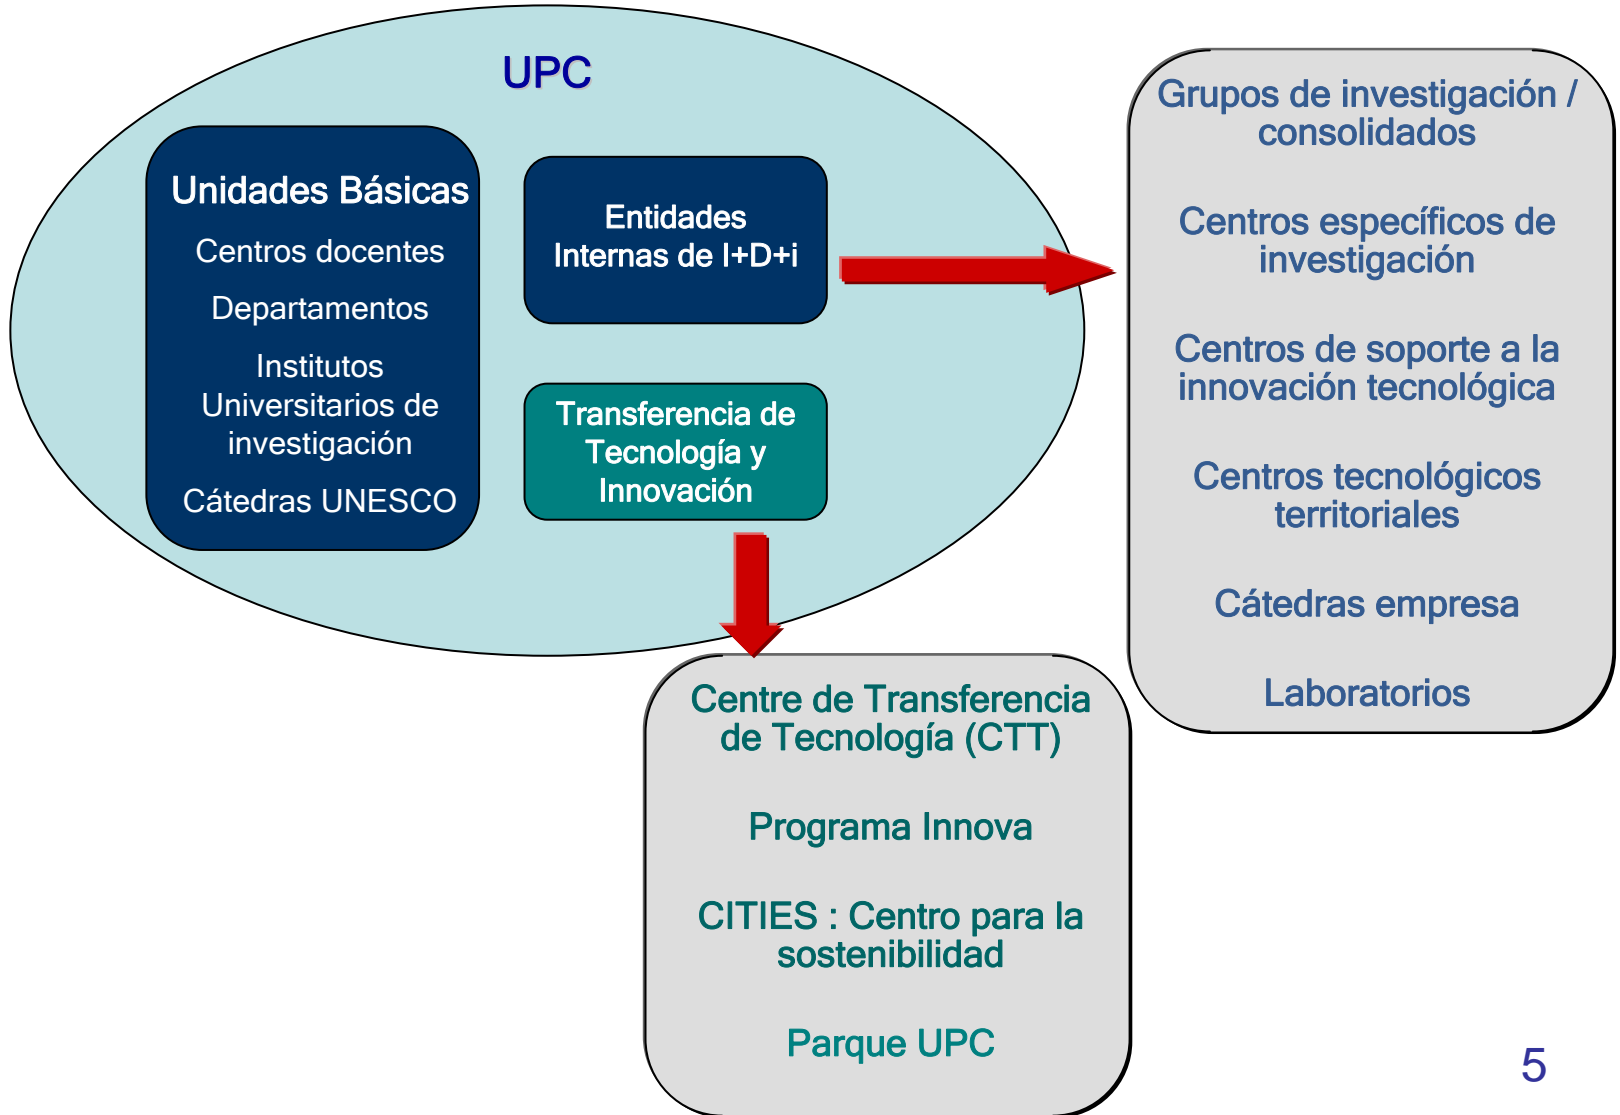 UPC
Unidades Básicas
Centros docentes
Departamentos
Institutos
Universitarios de
investigación
Cátedras UNESCO
Entidades
Internas de I+D+i
Transferencia de
Tecnología y
Innovación
Grupos de investigación /
consolidados
Centros específicos de
investigación
Centros de soporte a la
innovación tecnológica
Centros tecnológicos
territoriales
Cátedras empresa
Laboratorios
Centre de Transferencia
de Tecnología (CTT)
Programa Innova
CITIES : Centro para la
sostenibilidad
Parque UPC
5